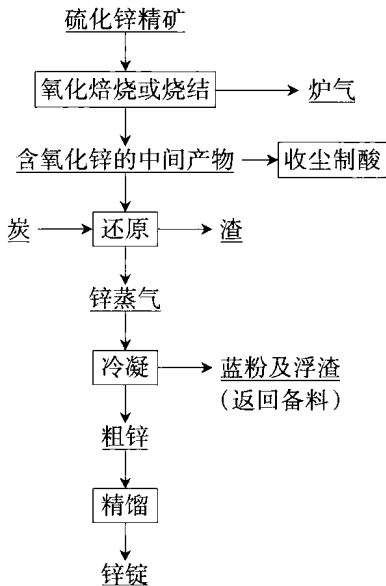 硫化锌精矿
氧化焙烧或烧结
炉气
含氧化锌的中间产物
收尘制酸
炭
还原
渣
锌蒸气
冷凝
蓝粉及浮渣
(返回备料)
粗锌
精馏
锌锭